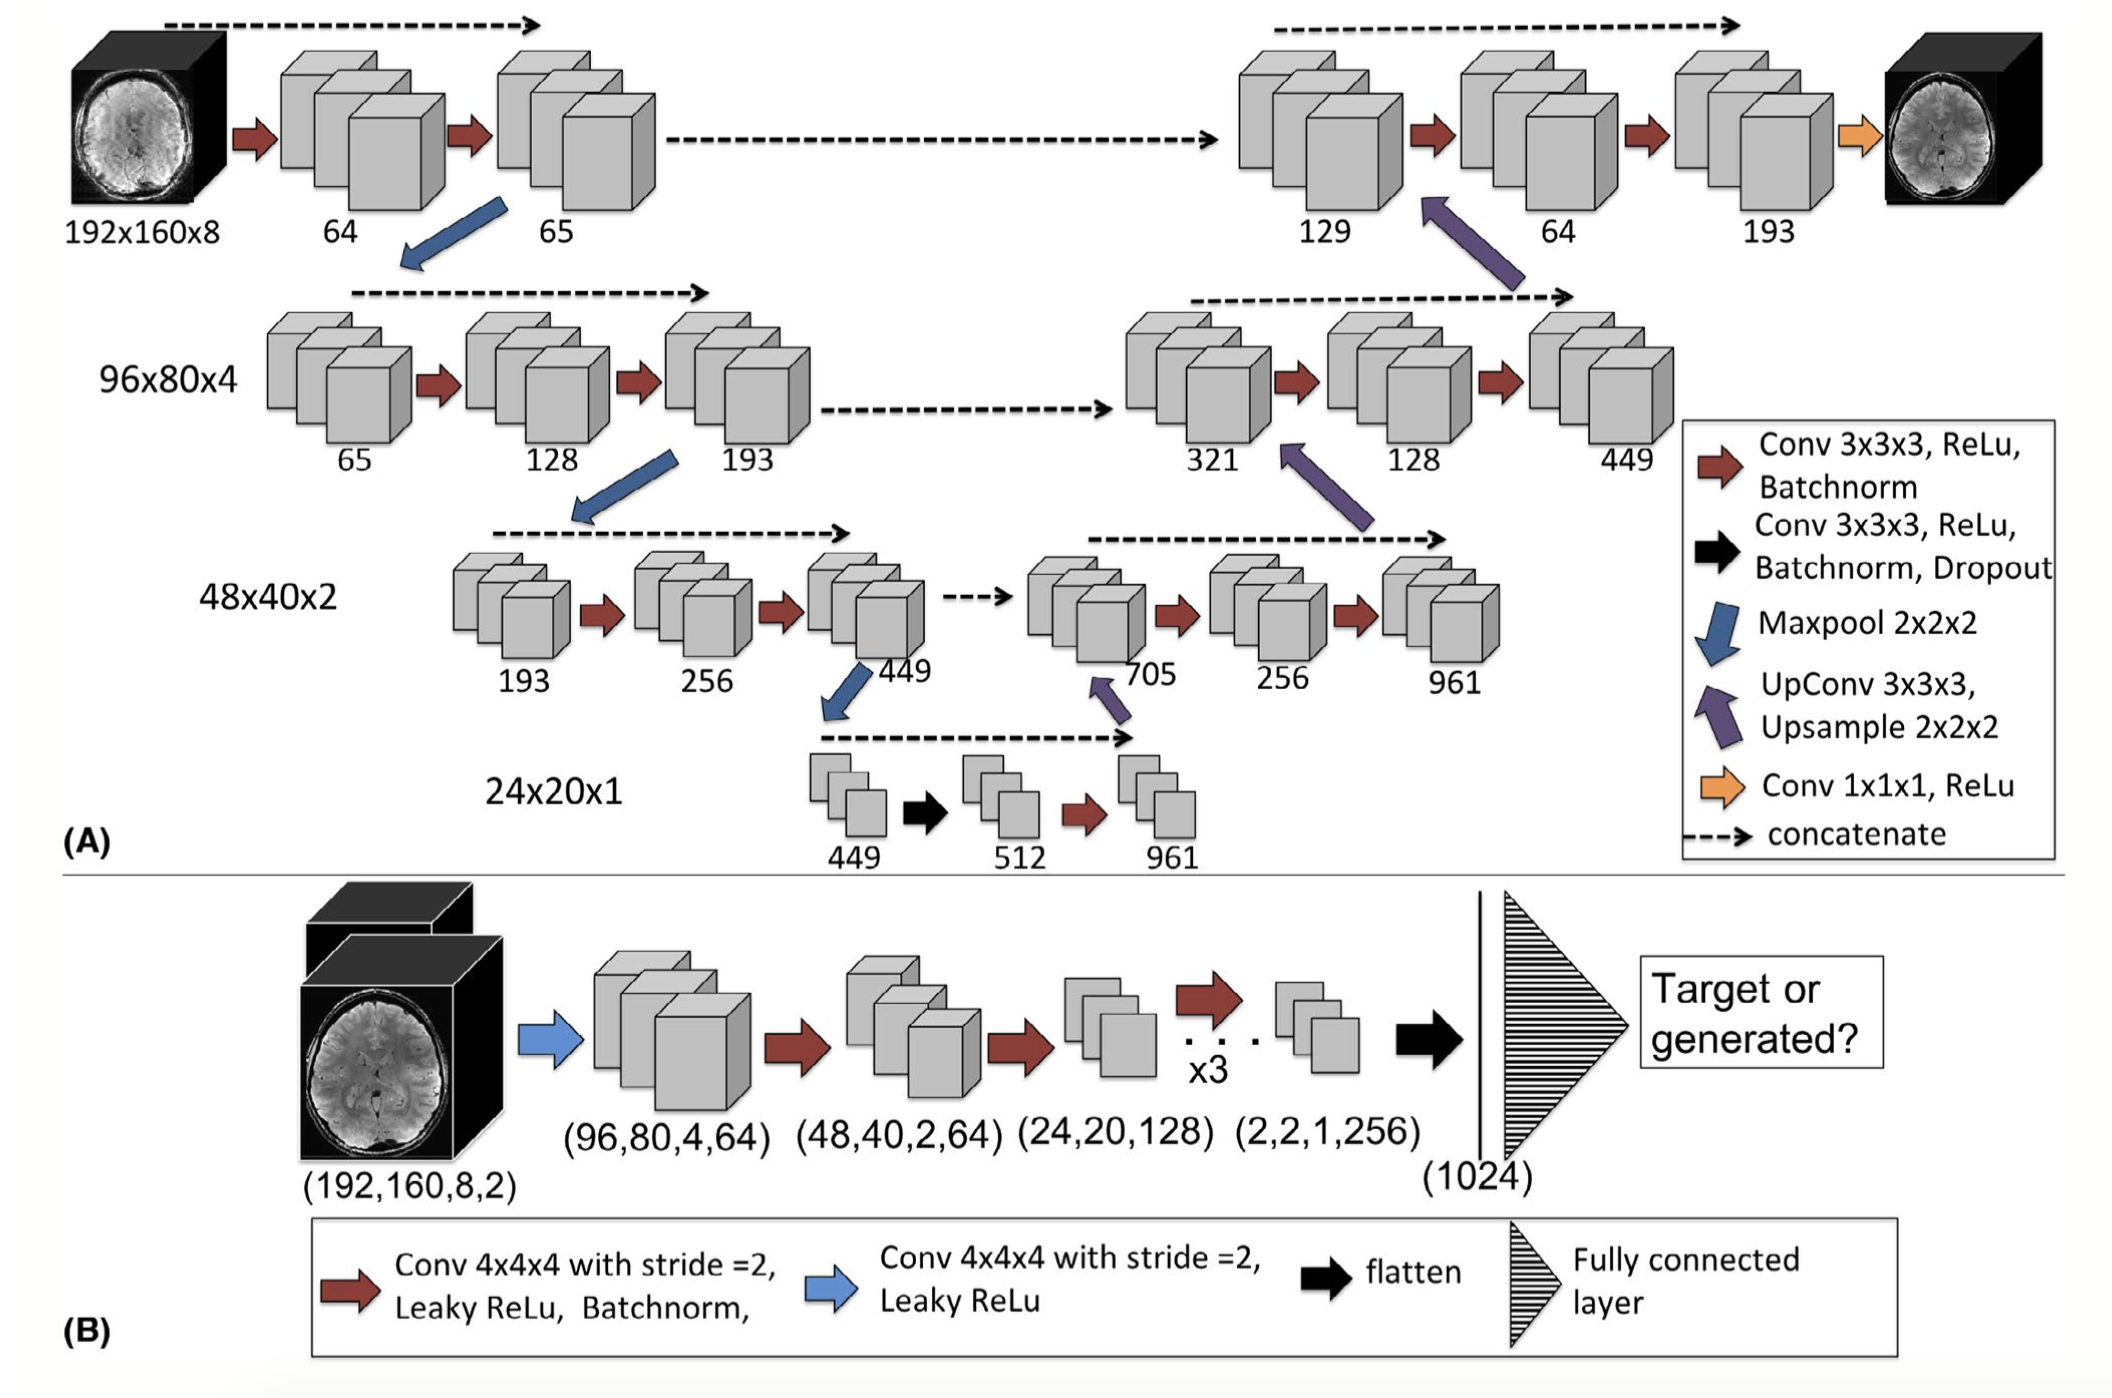 192x160x8
64
65
129
64
193
96x80x4
65
128
193
321
128
449
48x40x2
193
256
449
705
256
961
24x20x1
449
512
961
Conv 3x3x3, ReLu,
Batchnorm
Conv 3x3x3, ReLu,
Batchnorm, Dropout
Maxpool 2x2x2
UpConv 3x3x3,
Upsample 2x2x2
Conv 1x1x1, ReLu
concatenate
(A)
(192,160,8,2)
(96,80,4,64)
(48,40,2,64)
(24,20,128)
. . .
x3
(2,2,1,256)
(1024)
Target or
generated?
Conv 4x4x4 with stride =2,
Leaky ReLu, Batchnorm,
Conv 4x4x4 with stride =2,
Leaky ReLu
flatten
Fully connected
layer
(B)